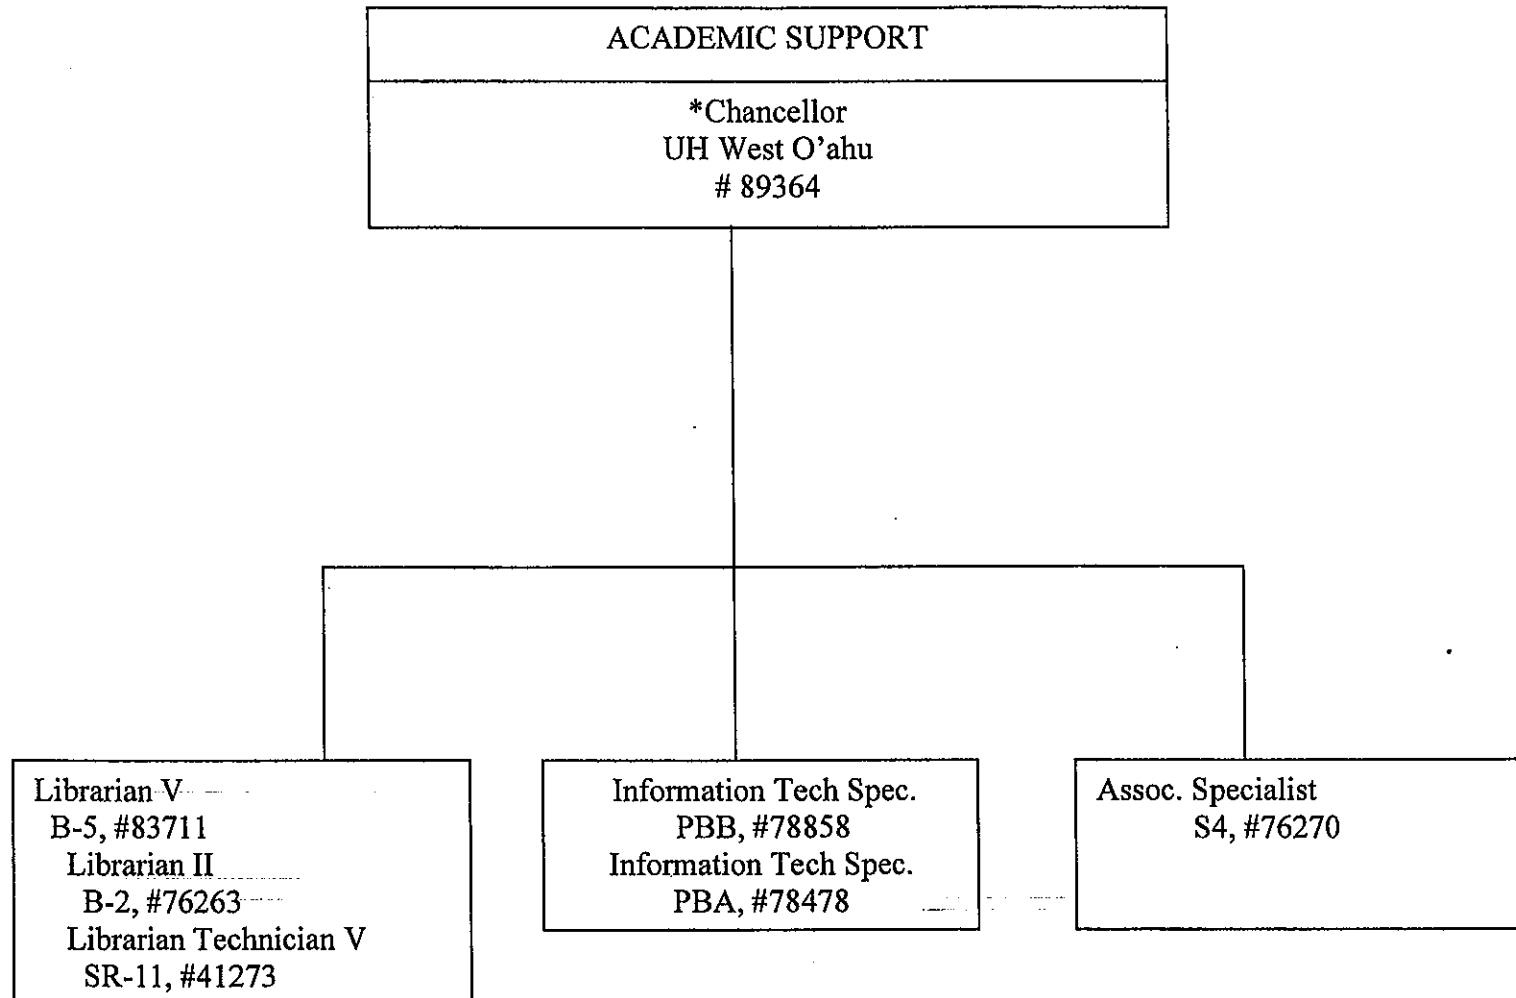 ACADEMIC SUPPORT
*Chancellor
UH West O’ahu
# 89364
Librarian V
B-5, #83711
Librarian II
B-2, #76263
Librarian Technician V
SR-11, #41273
Information Tech Spec.
PBB, #78858
Information Tech Spec.
PBA, #78478
Assoc. Specialist
S4, #76270